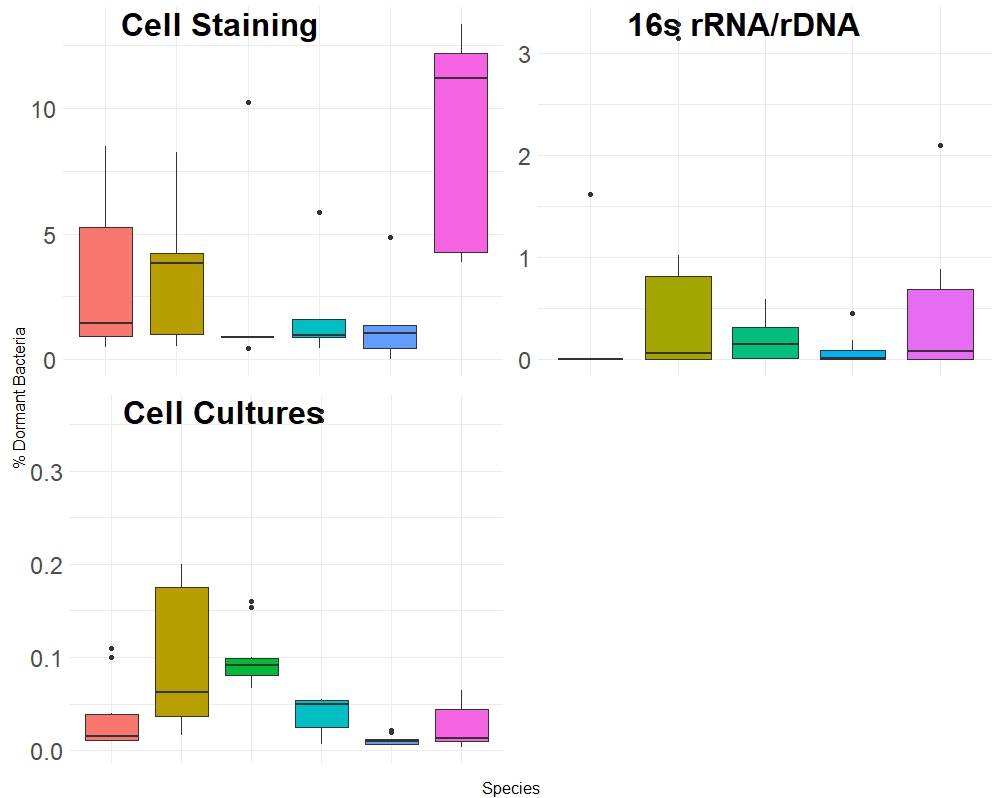 Cell Staining
10
5
0
16s rRNA/rDNA
3
2
1
0
% Dormant Bacteria
Cell Cultures
0.3
0.2
0.1
0.0
Species